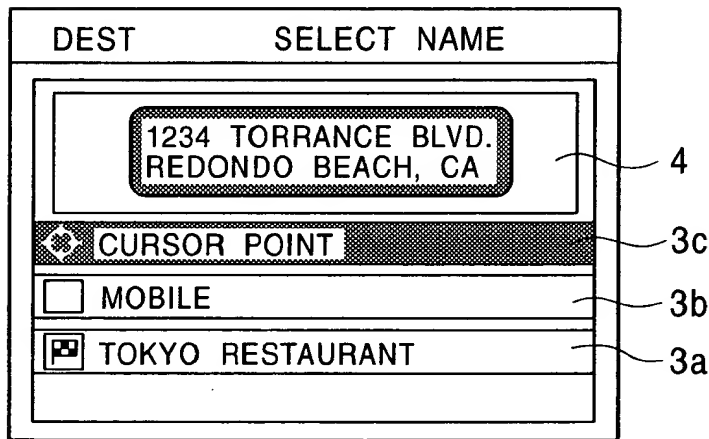 DEST SELECT NAME
1234 TORRANCE BLVD.
REDONDO BEACH, CA
4
CURSOR POINT
3c
MOBILE
3b
TOKYO RESTAURANT
3a